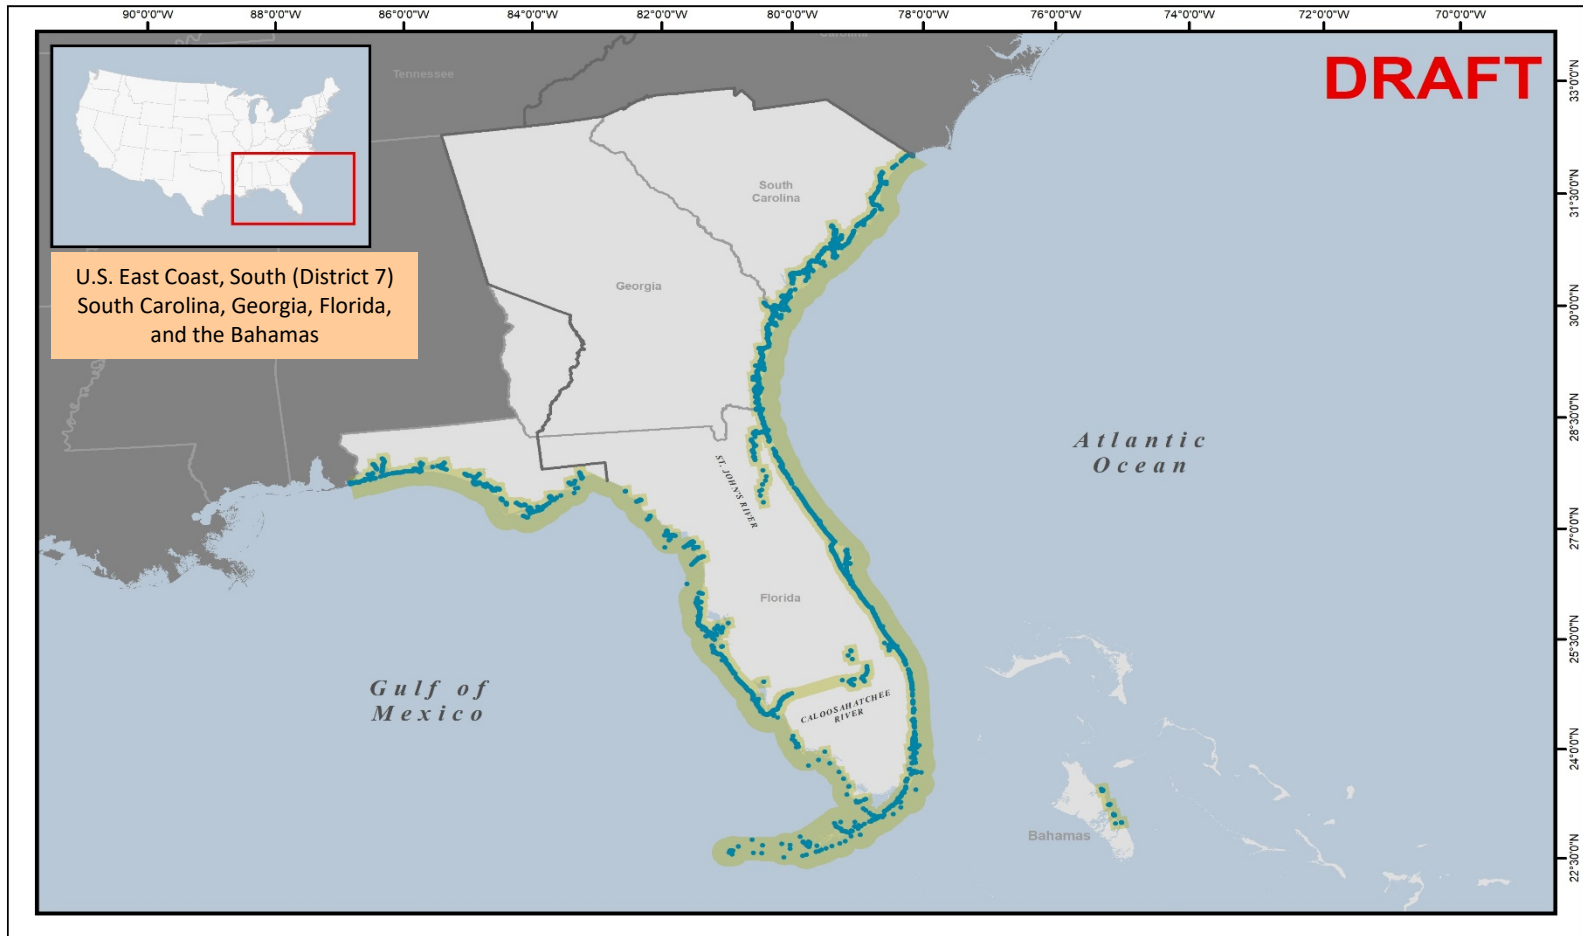 90°0'0"W 88°0'0"W 86°0'0"W 84°0'0"W 82°0'0"W 80°0'0"W 78°0'0"W 76°0'0"W 74°0'0"W 72°0'0"W 70°0'0"W
DRAFT
Carolina
Tennessee
33°0'0"N
U.S. East Coast, South (District 7)
South Carolina, Georgia, Florida,
and the Bahamas
South
Carolina
31°30'0"N
Georgia
30°0'0"N
28°30'0"N
Atlantic
Ocean
ST. JOHN'S RIVER
27°0'0"N
Florida
25°30'0"N
Gulf of
Mexico
CALOOSAHATCHEE
RIVER
24°0'0"N
Bahamas
22°30'0"N